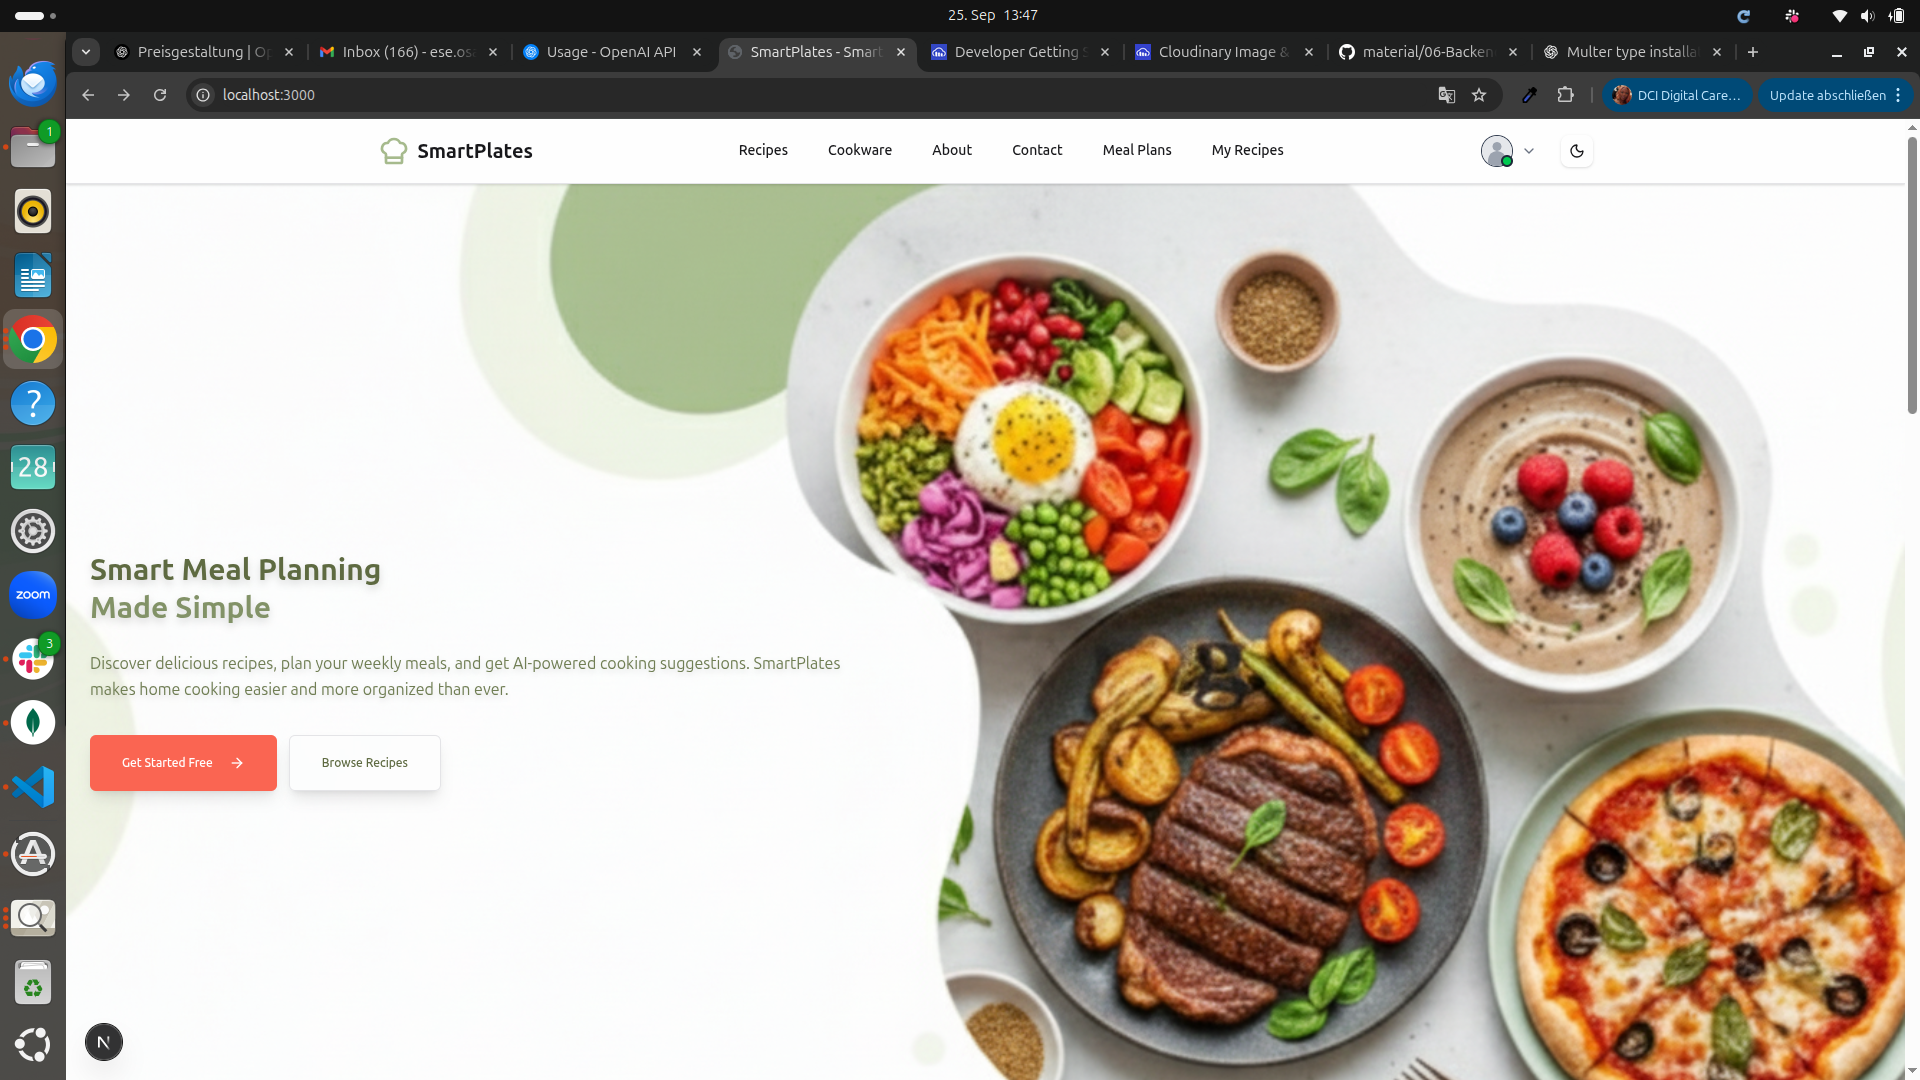 25. Sep 13:47
Preisgestaltung | Op
Inbox (166) - ese.osa
Usage - OpenAI API
SmartPlates - Smart
Developer Getting S
Cloudinary Image &
material/06-Backen
Multer type installa
localhost:3000
DCI Digital Care...
Update abschließen
SmartPlates
Recipes
Cookware
About
Contact
Meal Plans
My Recipes
1
?
28
zoom
3
Smart Meal Planning
Made Simple
Discover delicious recipes, plan your weekly meals, and get AI-powered cooking suggestions. SmartPlates
makes home cooking easier and more organized than ever.
Get Started Free
Browse Recipes
N